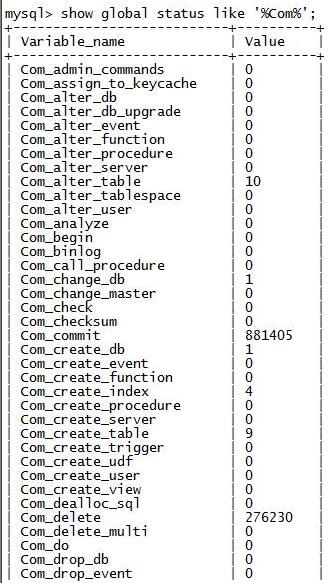 mysql> show global status like '%Com%';
+---------------------------+---------+
| Variable_name | Value |
+---------------------------+---------+
| Com_admin_commands | 0
| Com_assign_to_keycache | 0
| Com_alter_db | 0
| Com_alter_db_upgrade | 0
| Com_alter_event | 0
| Com_alter_function | 0
| Com_alter_procedure | 0
| Com_alter_server | 0
| Com_alter_table | 10
| Com_alter_tablespace | 0
| Com_alter_user | 0
| Com_analyze | 0
| Com_begin | 0
| Com_binlog | 0
| Com_call_procedure | 0
| Com_change_db | 1
| Com_change_master | 0
| Com_check | 0
| Com_checksum | 0
| Com_commit | 881405
| Com_create_db | 1
| Com_create_event | 0
| Com_create_function | 0
| Com_create_index | 4
| Com_create_procedure | 0
| Com_create_server | 0
| Com_create_table | 9
| Com_create_trigger | 0
| Com_create_udf | 0
| Com_create_user | 0
| Com_create_view | 0
| Com_dealloc_sql | 0
| Com_delete | 276230
| Com_delete_multi | 0
| Com_do | 0
| Com_drop_db | 0
| Com_drop_event | 0